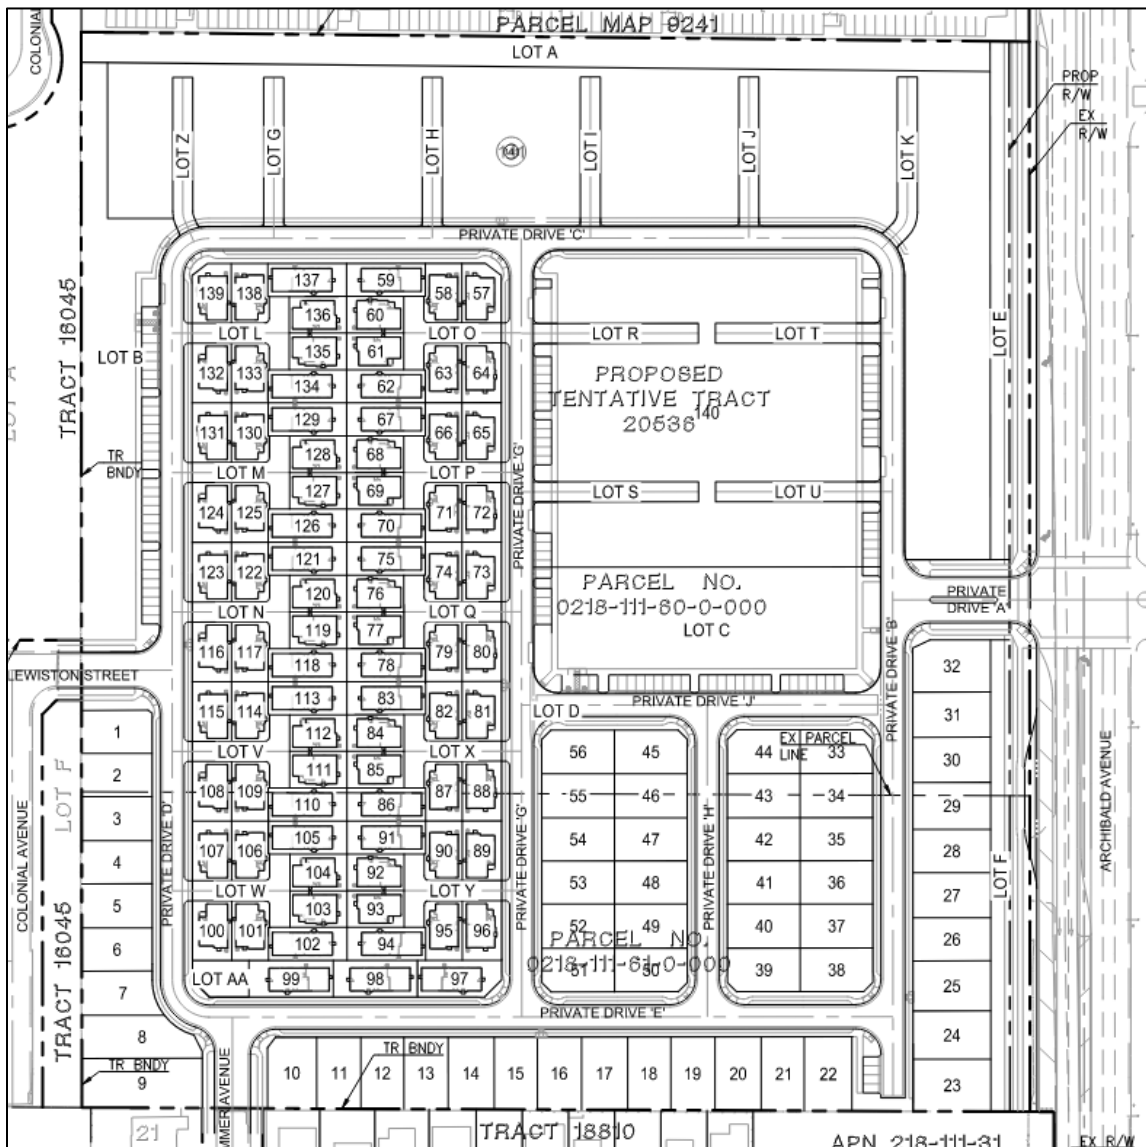 PARCEL MAP 9241
LOT A
COLONIAL
PROP
R/W
EX
R/W
LOT Z
LOT G
LOT H
141
LOT I
LOT J
LOT K
PRIVATE DRIVE 'C'
TRACT 16045
LOT B
LOT E
139 138 137 59 58 57
136 60
LOT L LOT O LOT R LOT T
135 61
132 133 134 62 63 64
PROPOSED
TENTATIVE TRACT
20536
140
131 130 129 67 66 65
128 68
TR
BNDY
LOT M LOT P
127 69
PRIVATE DRIVE 'G'
LOT S LOT U
124 125 126 70 71 72
123 122 121 75 74 73
120 76
PARCEL NO.
0218-111-60-0-000
LOT C
PRIVATE
DRIVE 'A'
LOT N LOT Q
119 77
116 117 118 78 79 80
LEWISTON STREET
PRIVATE DRIVE 'B'
PRIVATE DRIVE 'J'
LOT D
115 114 113 83 82 81
112 84
LOT V LOT X
111 85
108 109 110 86 87 88
107 106 105 91 90 89
104 92
LOT W LOT Y
103 93
100 101 102 94 95 96
LOT AA 99 98 97
EX PARCEL
LINE
56 45 44 33
55 46 43 34
54 47 42 35
53 48 41 36
52 49 40 37
51 50 39 38
PARCEL NO.
0218-111-61-0-000
PRIVATE DRIVE 'G'
PRIVATE DRIVE 'H'
PRIVATE DRIVE 'D'
PRIVATE DRIVE 'E'
32
31
30
29
28
27
26
25
24
23
LOT F
ARCHIBALD AVENUE
COLONIAL AVENUE
TRACT 16045
LOT F
1
2
3
4
5
6
7
8
9
TR BNDY
MMER AVENUE
TR BNDY
10 11 12 13 14 15 16 17 18 19 20 21 22
21
TRACT 18810
APN 218-111-31
EX R/W